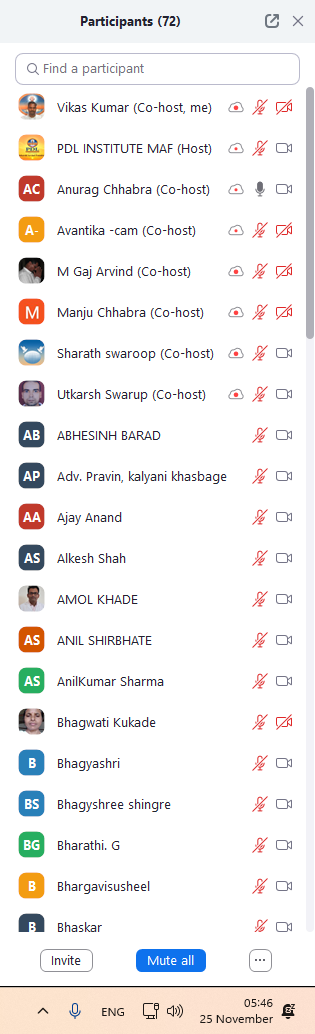 Participants (72)
Find a participant
Vikas Kumar (Co-host, me)
PDL INSTITUTE MAF (Host)
AC Anurag Chhabra (Co-host)
A- Avantika -cam (Co-host)
M Gaj Arvind (Co-host)
M Manju Chhabra (Co-host)
Sharath swaroop (Co-host)
Utkarsh Swarup (Co-host)
AB ABHESINH BARAD
AP Adv. Pravin, kalyani khasbage
AA Ajay Anand
AS Alkesh Shah
AMOL KHADE
AS ANIL SHIRBHATE
AS AnilKumar Sharma
Bhagwati Kukade
B Bhagyashri
BS Bhagyshree shingre
BG Bharathi. G
B Bhargavisusheel
B Bhaskar
Invite Mute all ...
ENG 05:46
25 November